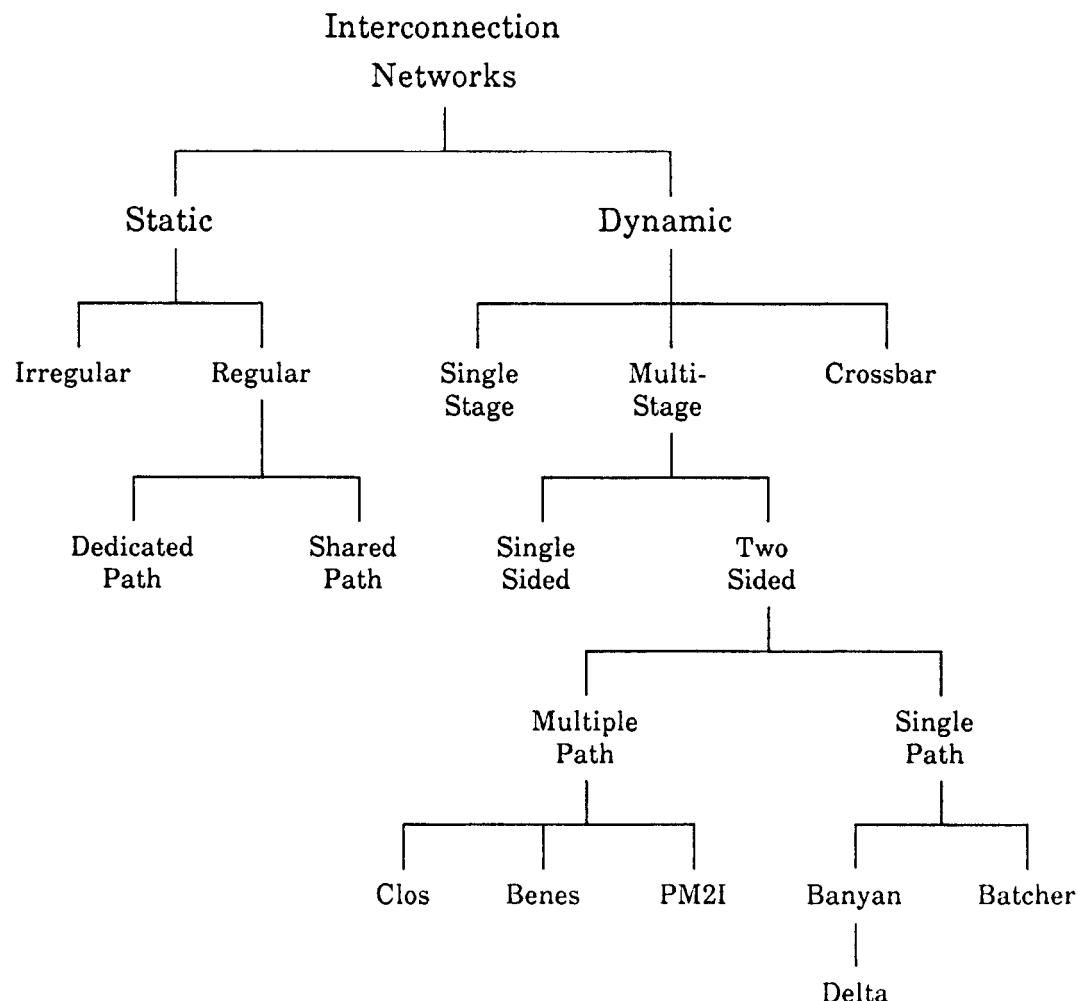 Interconnection
Networks
Static
Dynamic
Irregular
Regular
Single
Stage
Multi-
Stage
Crossbar
Dedicated
Path
Shared
Path
Single
Sided
Two
Sided
Multiple
Path
Single
Path
Clos
Benes
PM2I
Banyan
Batcher
Delta